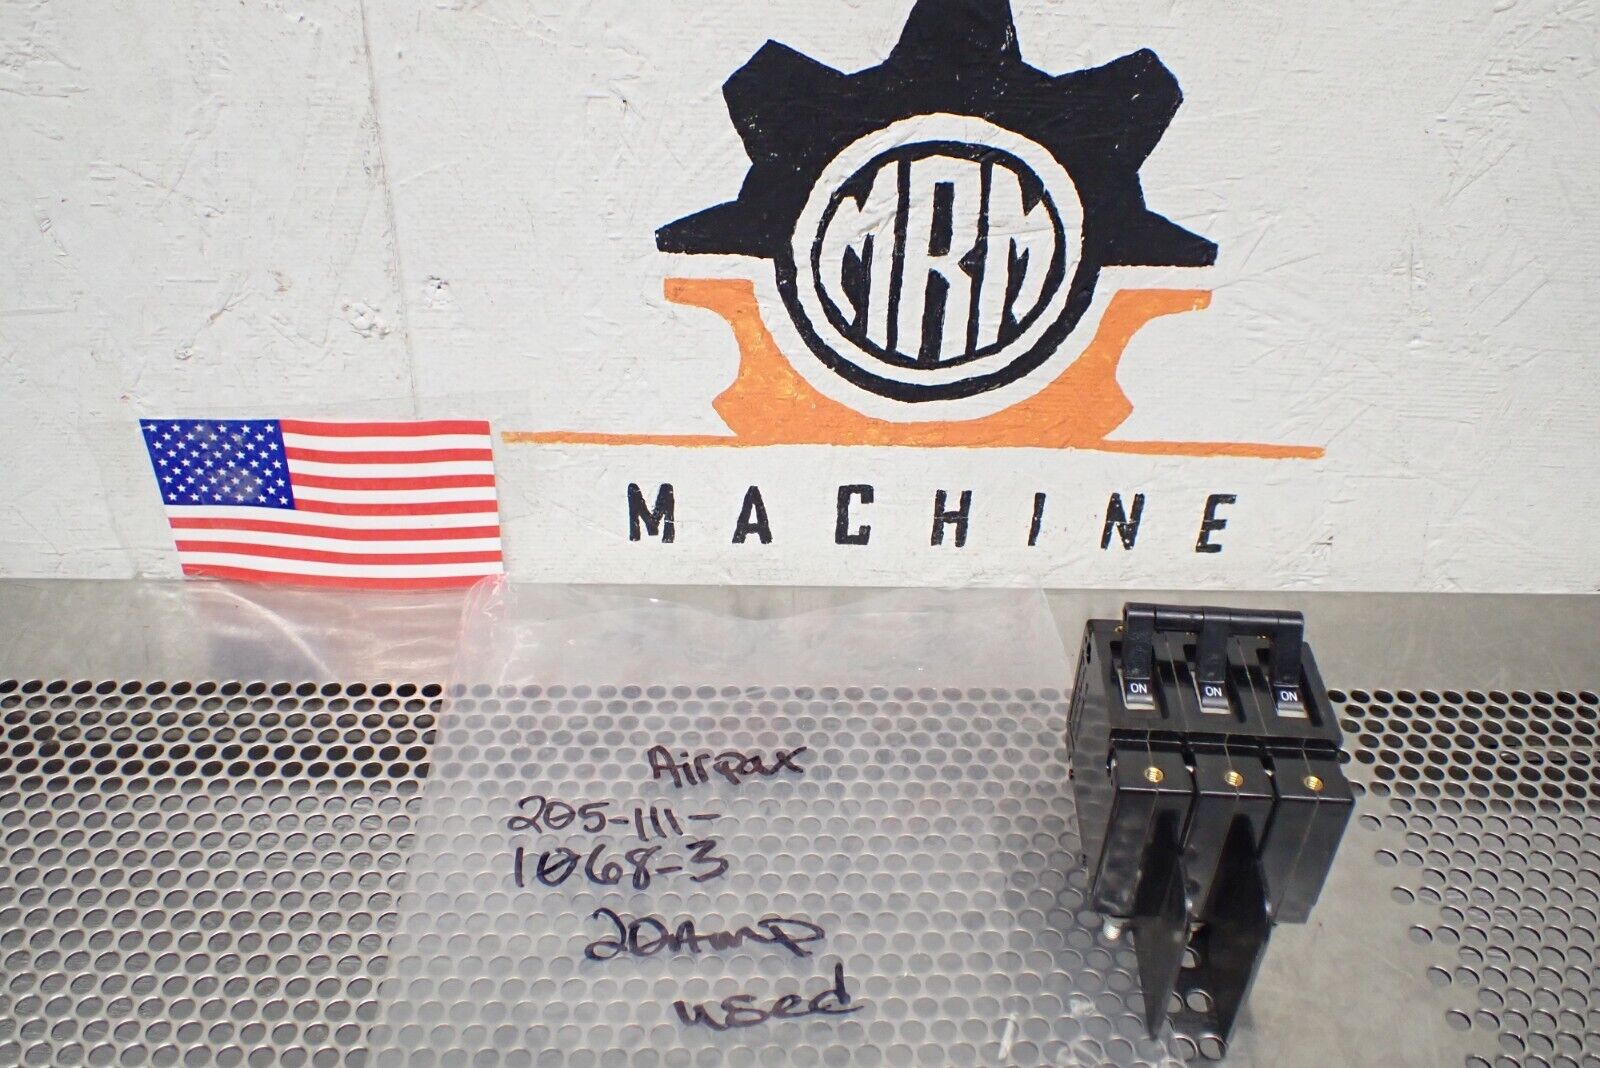 MRM
MACHINE
ON ON ON
Airpax
205-111-
1068-3
20Amp
used